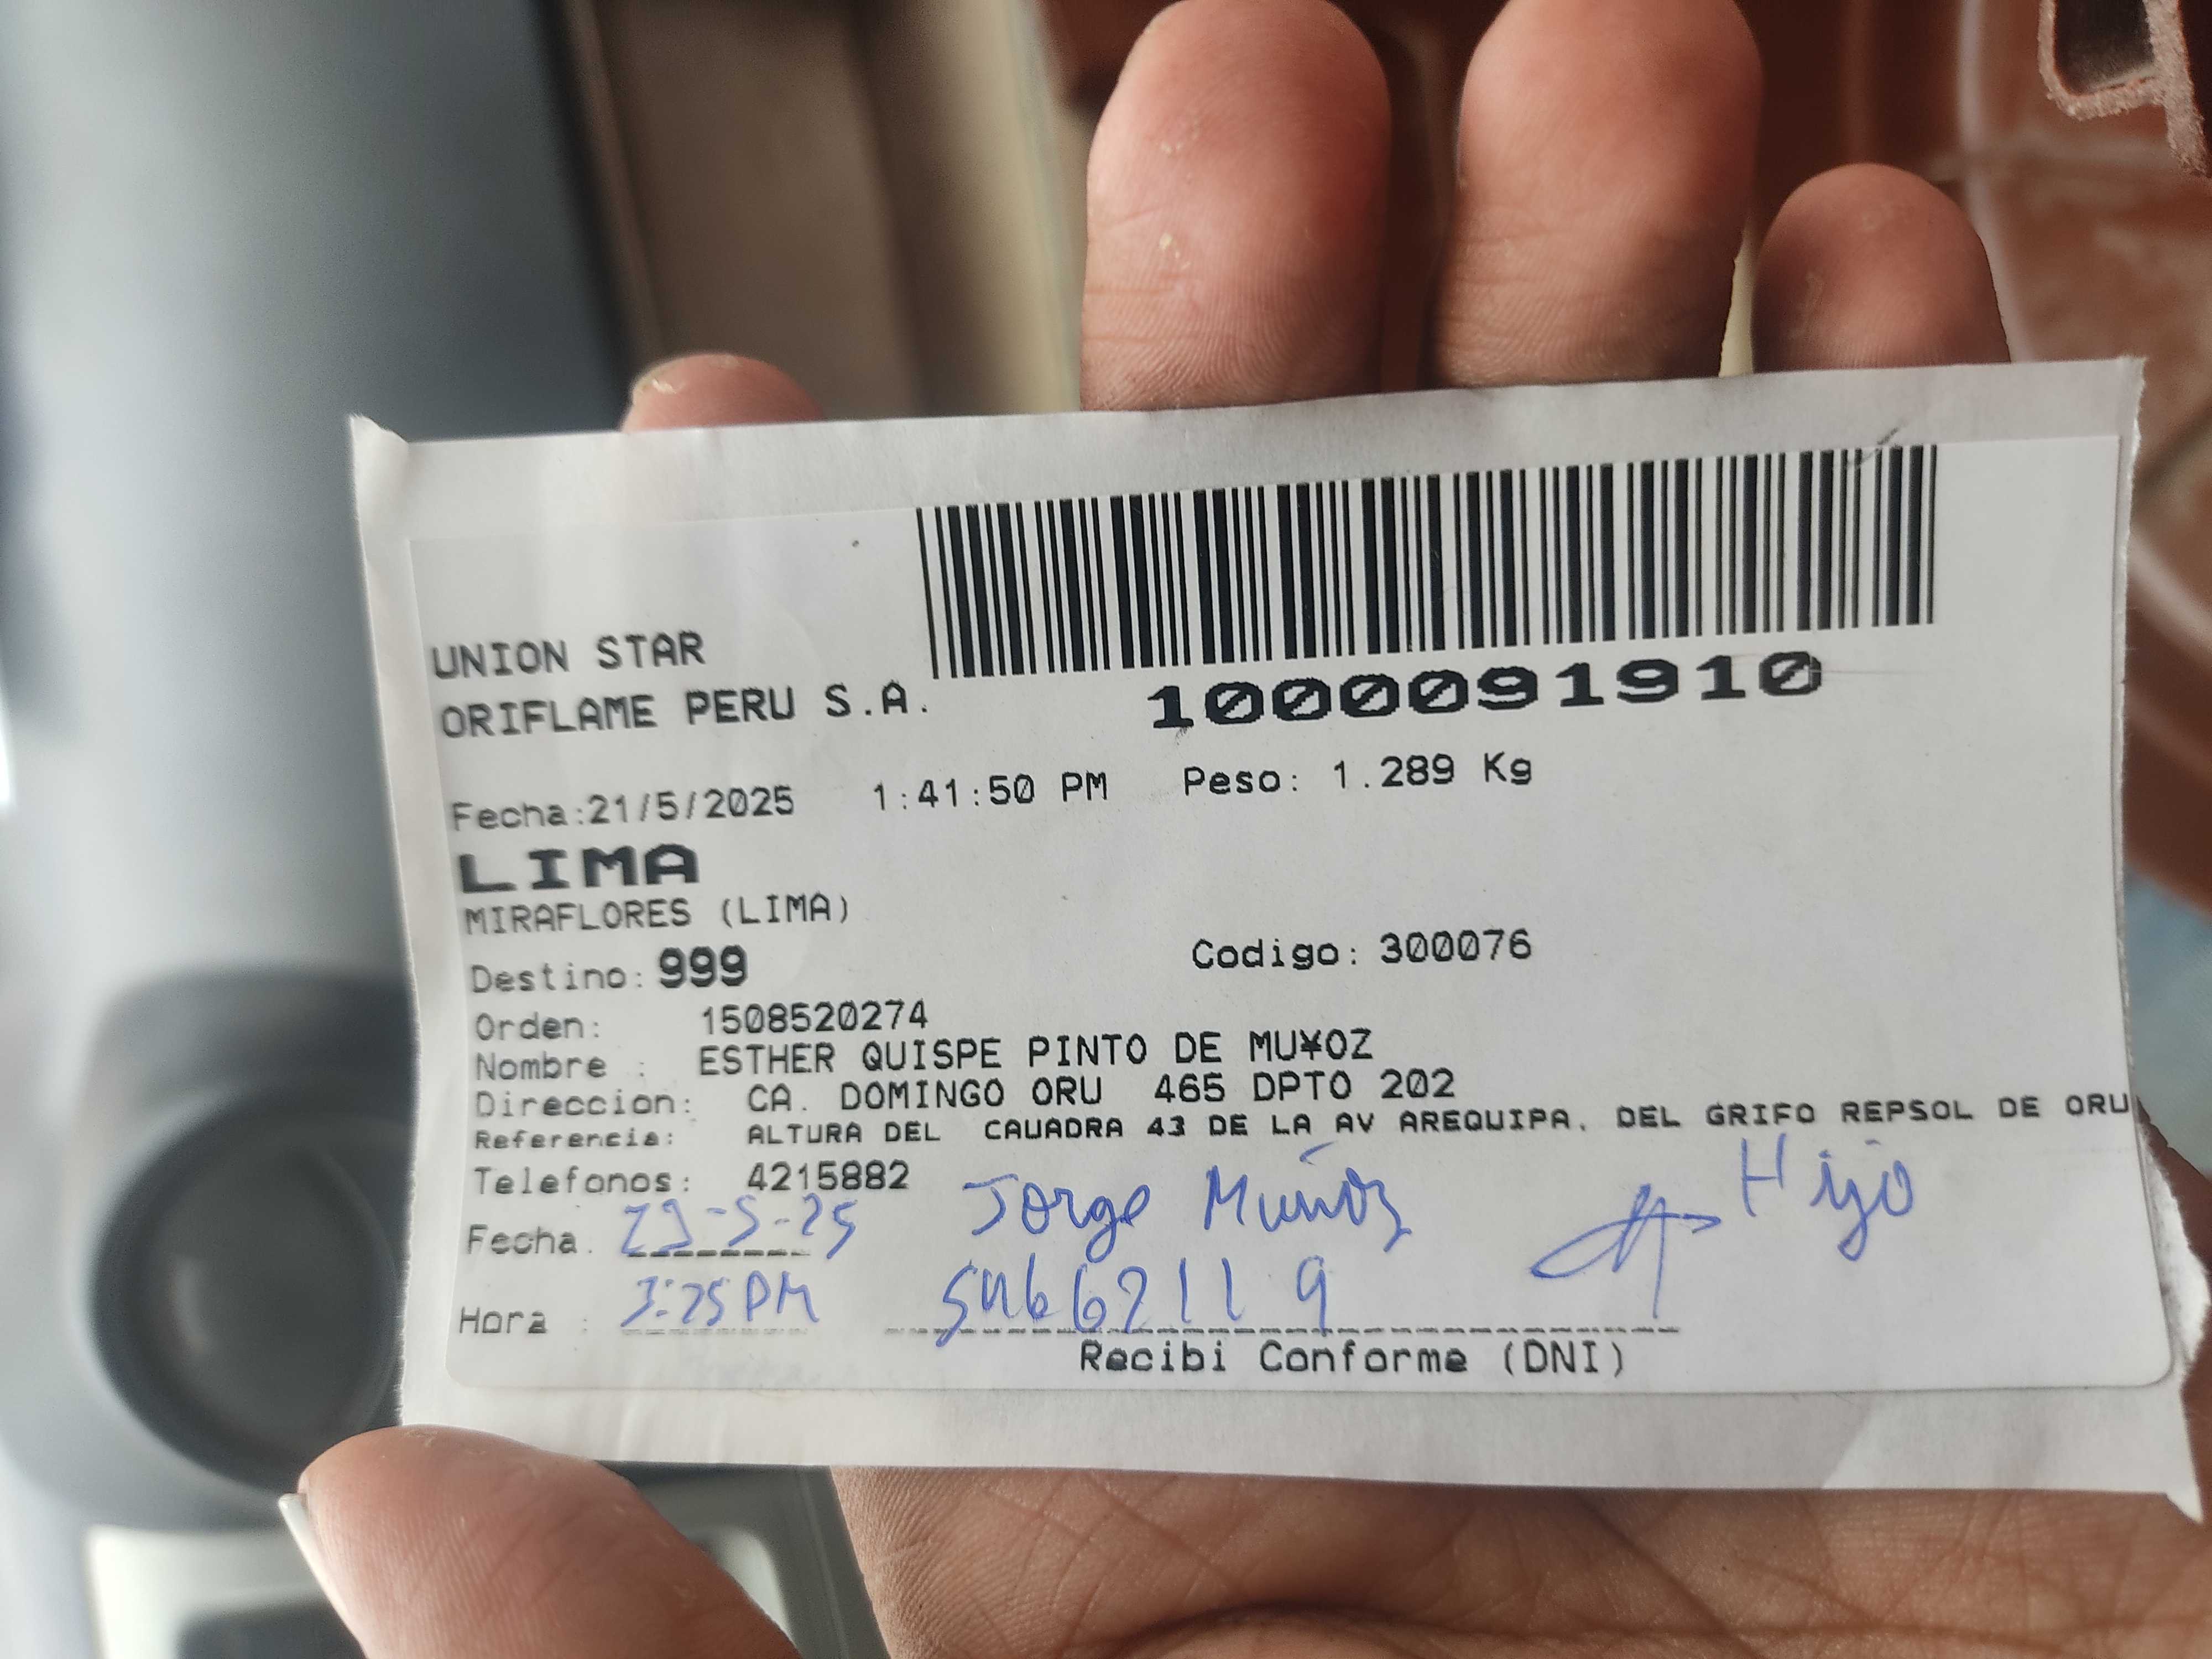 UNION STAR
ORIFLAME PERU S.A.
1000091910
Fecha:21/5/2025 1:41:50 PM Peso: 1.289 Kg
LIMA
MIRAFLORES (LIMA)
Destino: 999 Codigo: 300076
Orden: 1508520274
Nombre : ESTHER QUISPE PINTO DE MU¥OZ
Direccion: CA. DOMINGO ORU 465 DPTO 202
Referencia: ALTURA DEL CAUADRA 43 DE LA AV AREQUIPA. DEL GRIFO REPSOL DE ORU
Telefonos: 4215882
Jorge Muñoz Hijo
Fecha:
Hora : 3:25 PM
Recibi Conforme (DNI)